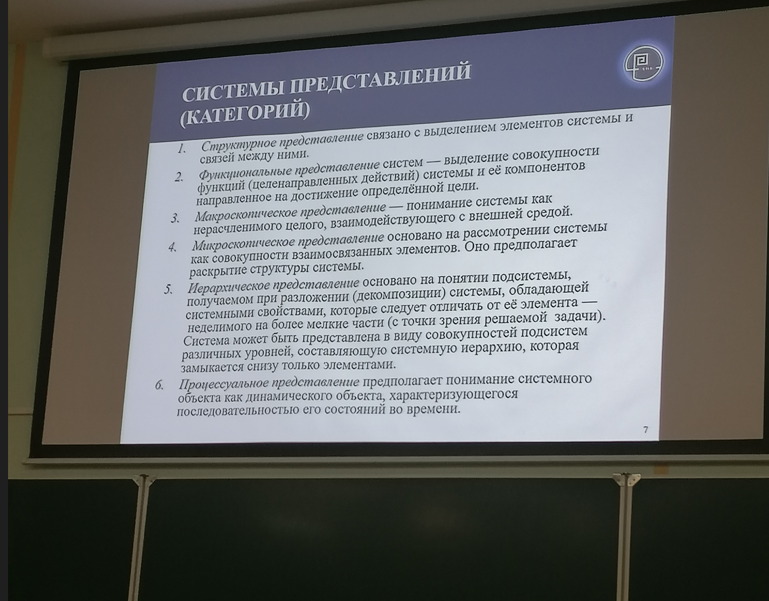 СИСТЕМЫ ПРЕДСТАВЛЕНИЙ
(КАТЕГОРИЙ)
1. Структурное представление связано с выделением элементов системы и
связей между ними.
2. Функциональные представление систем — выделение совокупности
функций (целенаправленных действий) системы и её компонентов
направленное на достижение определённой цели.
3. Макроскопическое представление — понимание системы как
нерасчленимого целого, взаимодействующего с внешней средой.
4. Микроскопическое представление основано на рассмотрении системы
как совокупности взаимосвязанных элементов. Оно предполагает
раскрытие структуры системы.
5. Иерархическое представление основано на понятии подсистемы,
получаемом при разложении (декомпозиции) системы, обладающей
системными свойствами, которые следует отличать от её элемента —
неделимого на более мелкие части (с точки зрения решаемой задачи).
Система может быть представлена в виду совокупностей подсистем
различных уровней, составляющую системную иерархию, которая
замыкается снизу только элементами.
6. Процессуальное представление предполагает понимание системного
объекта как динамического объекта, характеризующегося
последовательностью его состояний во времени.
7